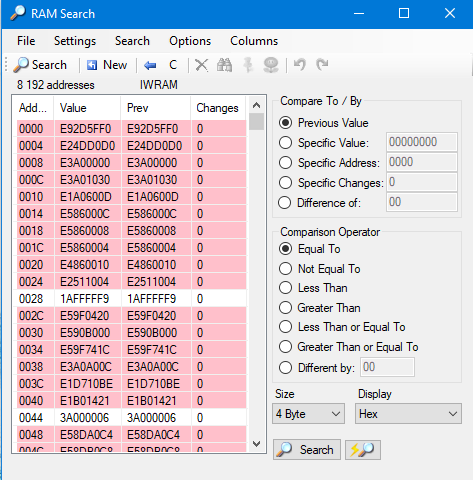 RAM Search
File Settings Search Options Columns
Search New C
8 192 addresses IWRAM
Add... Value Prev Changes
0000 E92D5FF0 E92D5FF0 0
0004 E24DD0D0 E24DD0D0 0
0008 E3A00000 E3A00000 0
000C E3A01030 E3A01030 0
0010 E1A0600D E1A0600D 0
0014 E586000C E586000C 0
0018 E5860008 E5860008 0
001C E5860004 E5860004 0
0020 E4860010 E4860010 0
0024 E2511004 E2511004 0
0028 1AFFFFF9 1AFFFFF9 0
002C E59F0420 E59F0420 0
0030 E590B000 E590B000 0
0034 E59F741C E59F741C 0
0038 E3A0A00C E3A0A00C 0
003C E1D710BE E1D710BE 0
0040 E1B01421 E1B01421 0
0044 3A000006 3A000006 0
0048 E58DA0C4 E58DA0C4 0
004C E58DB0C8 E58DB0C8 0
Compare To / By
Previous Value
Specific Value: 00000000
Specific Address: 0000
Specific Changes: 0
Difference of: 00
Comparison Operator
Equal To
Not Equal To
Less Than
Greater Than
Less Than or Equal To
Greater Than or Equal To
Different by: 00
Size Display
4 Byte Hex
Search